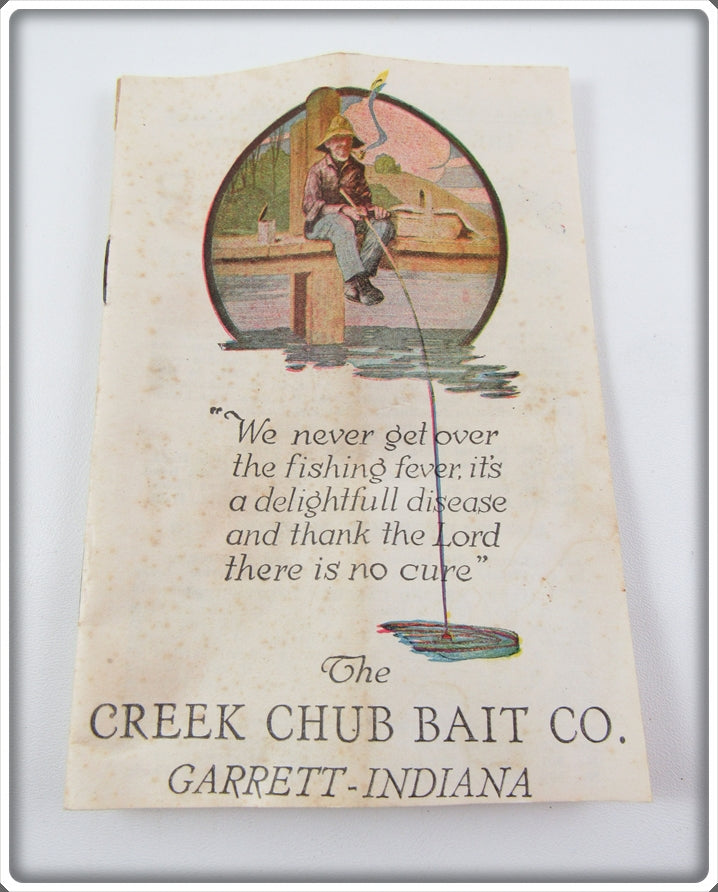 "We never get over
the fishing fever, it's
a delightfull disease
and thank the Lord
there is no cure"
The
CREEK CHUB BAIT CO.
GARRETT-INDIANA